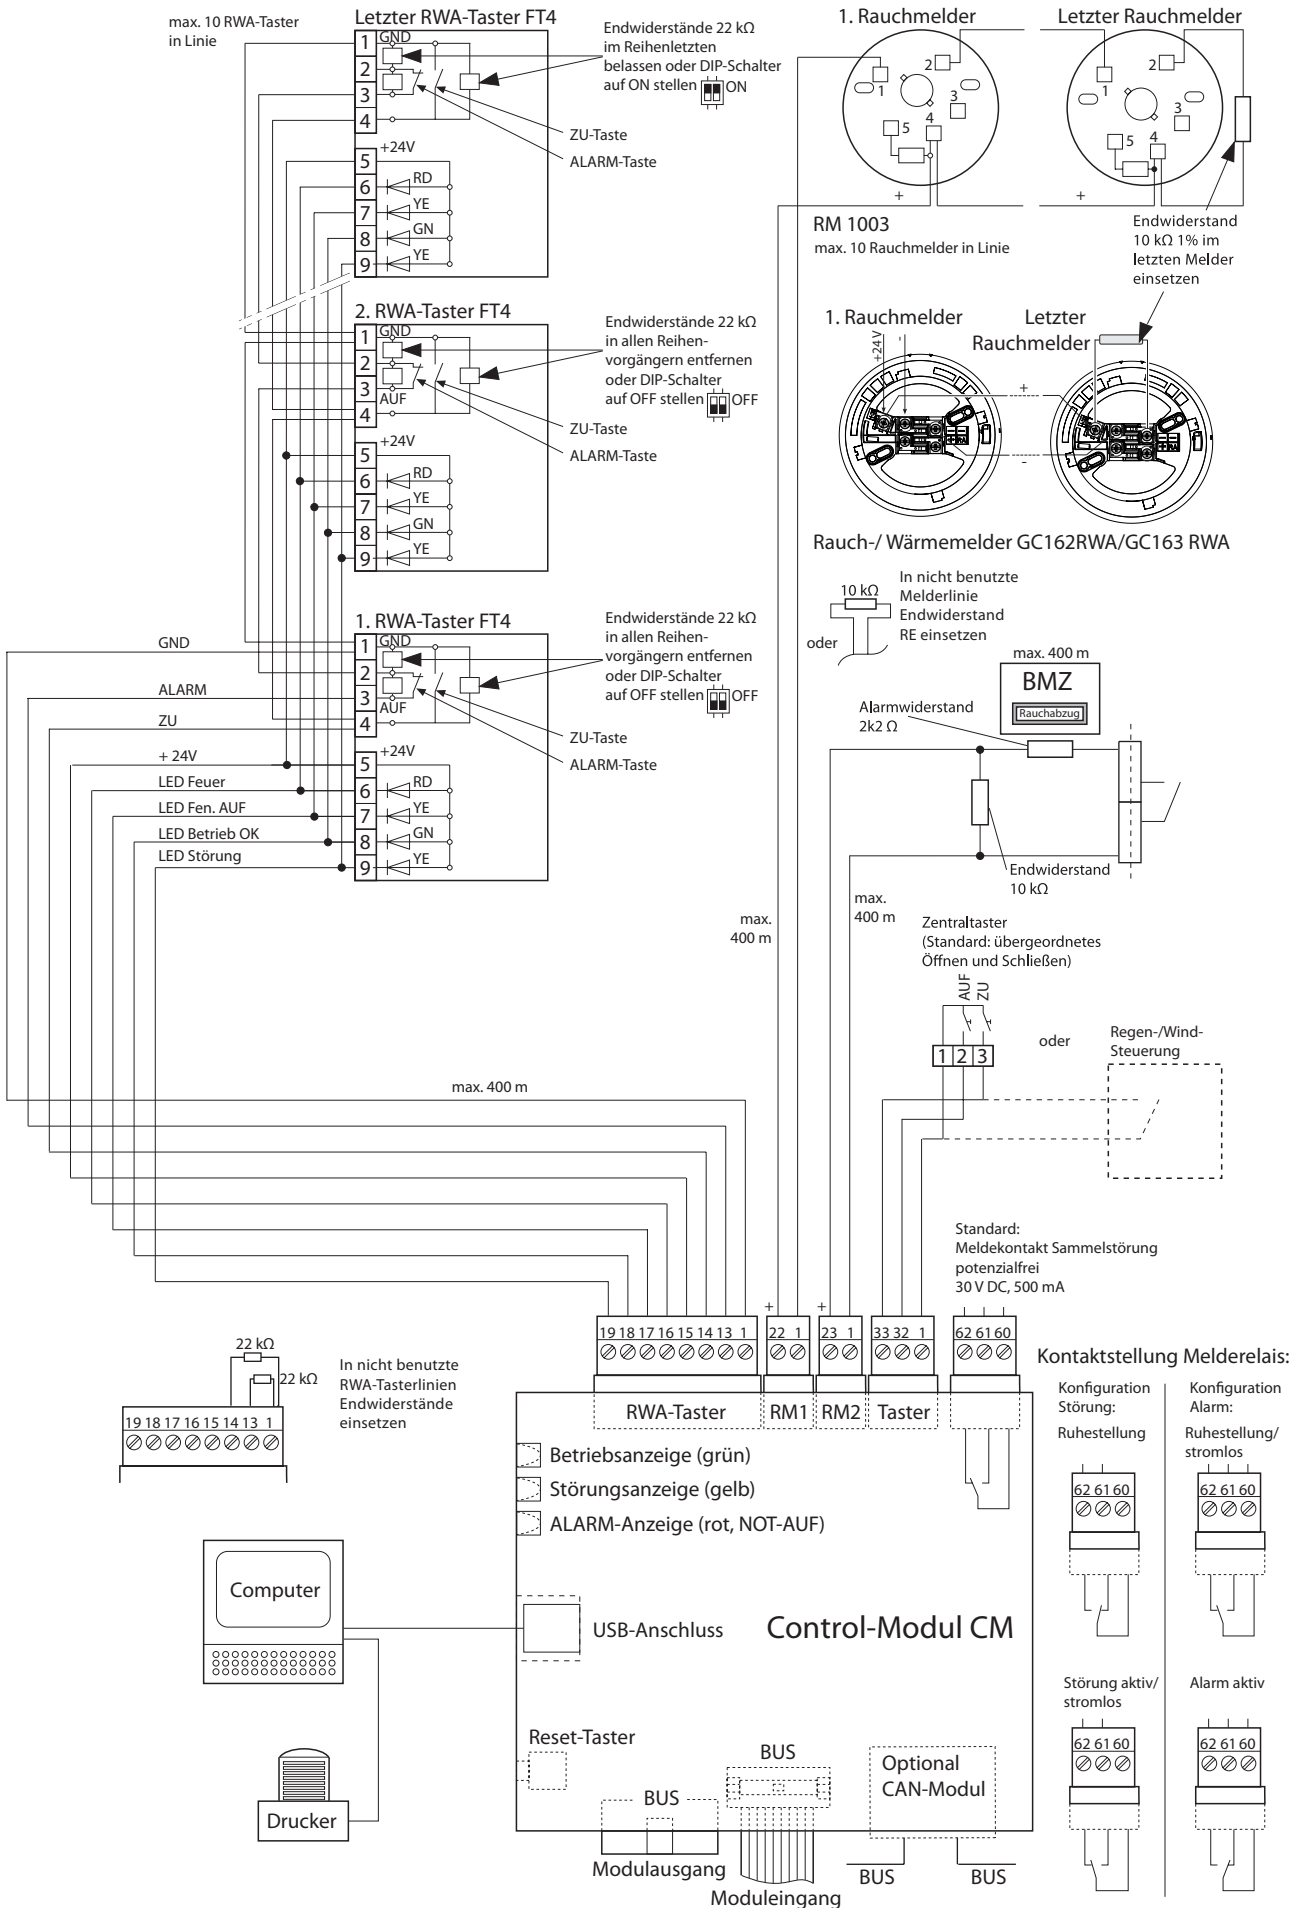 max. 10 RWA-Taster
in Linie
Letzter RWA-Taster FT4
1
2
3
4
5
6
7
8
9
GND
+24V
RD
YE
GN
YE
Endwiderstände 22 kΩ
im Reihenletzten
belassen oder DIP-Schalter
auf ON stellen
ON
ZU-Taste
ALARM-Taste
2. RWA-Taster FT4
1
2
3
4
5
6
7
8
9
GND
AUF
+24V
RD
YE
GN
YE
Endwiderstände 22 kΩ
in allen Reihen-
vorgängern entfernen
oder DIP-Schalter
auf OFF stellen
OFF
ZU-Taste
ALARM-Taste
1. RWA-Taster FT4
1
2
3
4
5
6
7
8
9
GND
AUF
+24V
RD
YE
GN
YE
Endwiderstände 22 kΩ
in allen Reihen-
vorgängern entfernen
oder DIP-Schalter
auf OFF stellen
OFF
ZU-Taste
ALARM-Taste
GND
ALARM
ZU
+ 24V
LED Feuer
LED Fen. AUF
LED Betrieb OK
LED Störung
max. 400 m
1. Rauchmelder
Letzter Rauchmelder
1
2
3
4
5
1
2
3
4
5
+
+
RM 1003
max. 10 Rauchmelder in Linie
Endwiderstand
10 kΩ 1% im
letzten Melder
einsetzen
1. Rauchmelder
Letzter
Rauchmelder
+24V
-
+
-
Rauch-/ Wärmemelder GC162RWA/GC163 RWA
10 kΩ
oder
In nicht benutzte
Melderlinie
Endwiderstand
RE einsetzen
max. 400 m
BMZ
Rauchabzug
Alarmwiderstand
2k2 Ω
Endwiderstand
10 kΩ
max.
400 m
max.
400 m
Zentraltaster
(Standard: übergeordnetes
Öffnen und Schließen)
AUF
ZU
1 2 3
oder
Regen-/Wind-
Steuerung
Standard:
Meldekontakt Sammelstörung
potenzialfrei
30 V DC, 500 mA
+
+
19 18 17 16 15 14 13 1
22 1
23 1
33 32 1
62 61 60
RWA-Taster
RM1
RM2
Taster
22 kΩ
22 kΩ
19 18 17 16 15 14 13 1
In nicht benutzte
RWA-Tasterlinien
Endwiderstände
einsetzen
Betriebsanzeige (grün)
Störungsanzeige (gelb)
ALARM-Anzeige (rot, NOT-AUF)
Computer
USB-Anschluss
Control-Modul CM
Drucker
Reset-Taster
BUS
Modulausgang
BUS
Moduleingang
Optional
CAN-Modul
BUS
BUS
Kontaktstellung Melderelais:
Konfiguration
Störung:
Ruhestellung
62 61 60
Konfiguration
Alarm:
Ruhestellung/
stromlos
62 61 60
Störung aktiv/
stromlos
62 61 60
Alarm aktiv
62 61 60